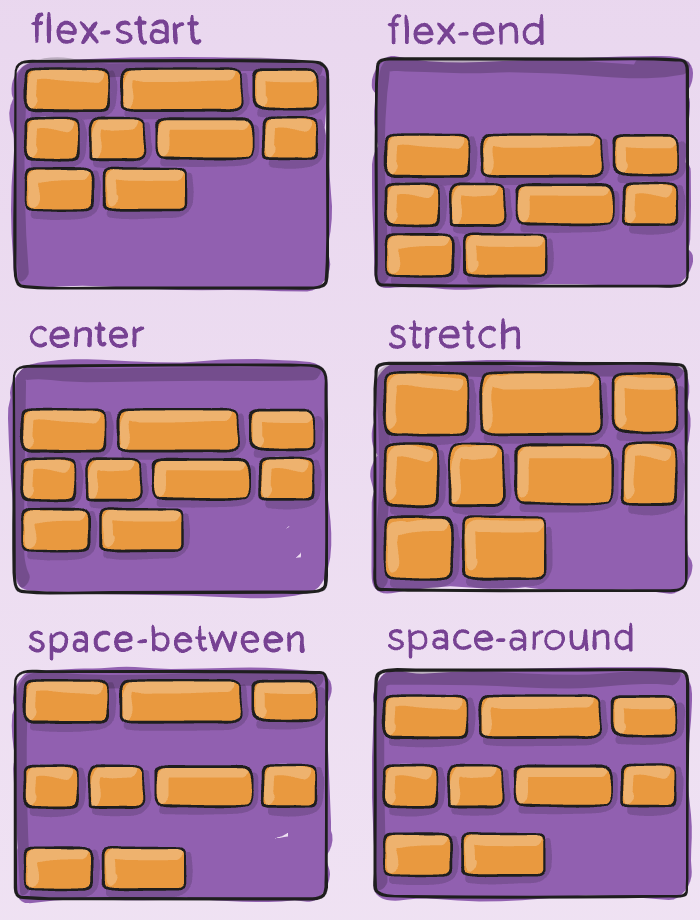 flex-start
flex-end
center
stretch
space-between
space-around